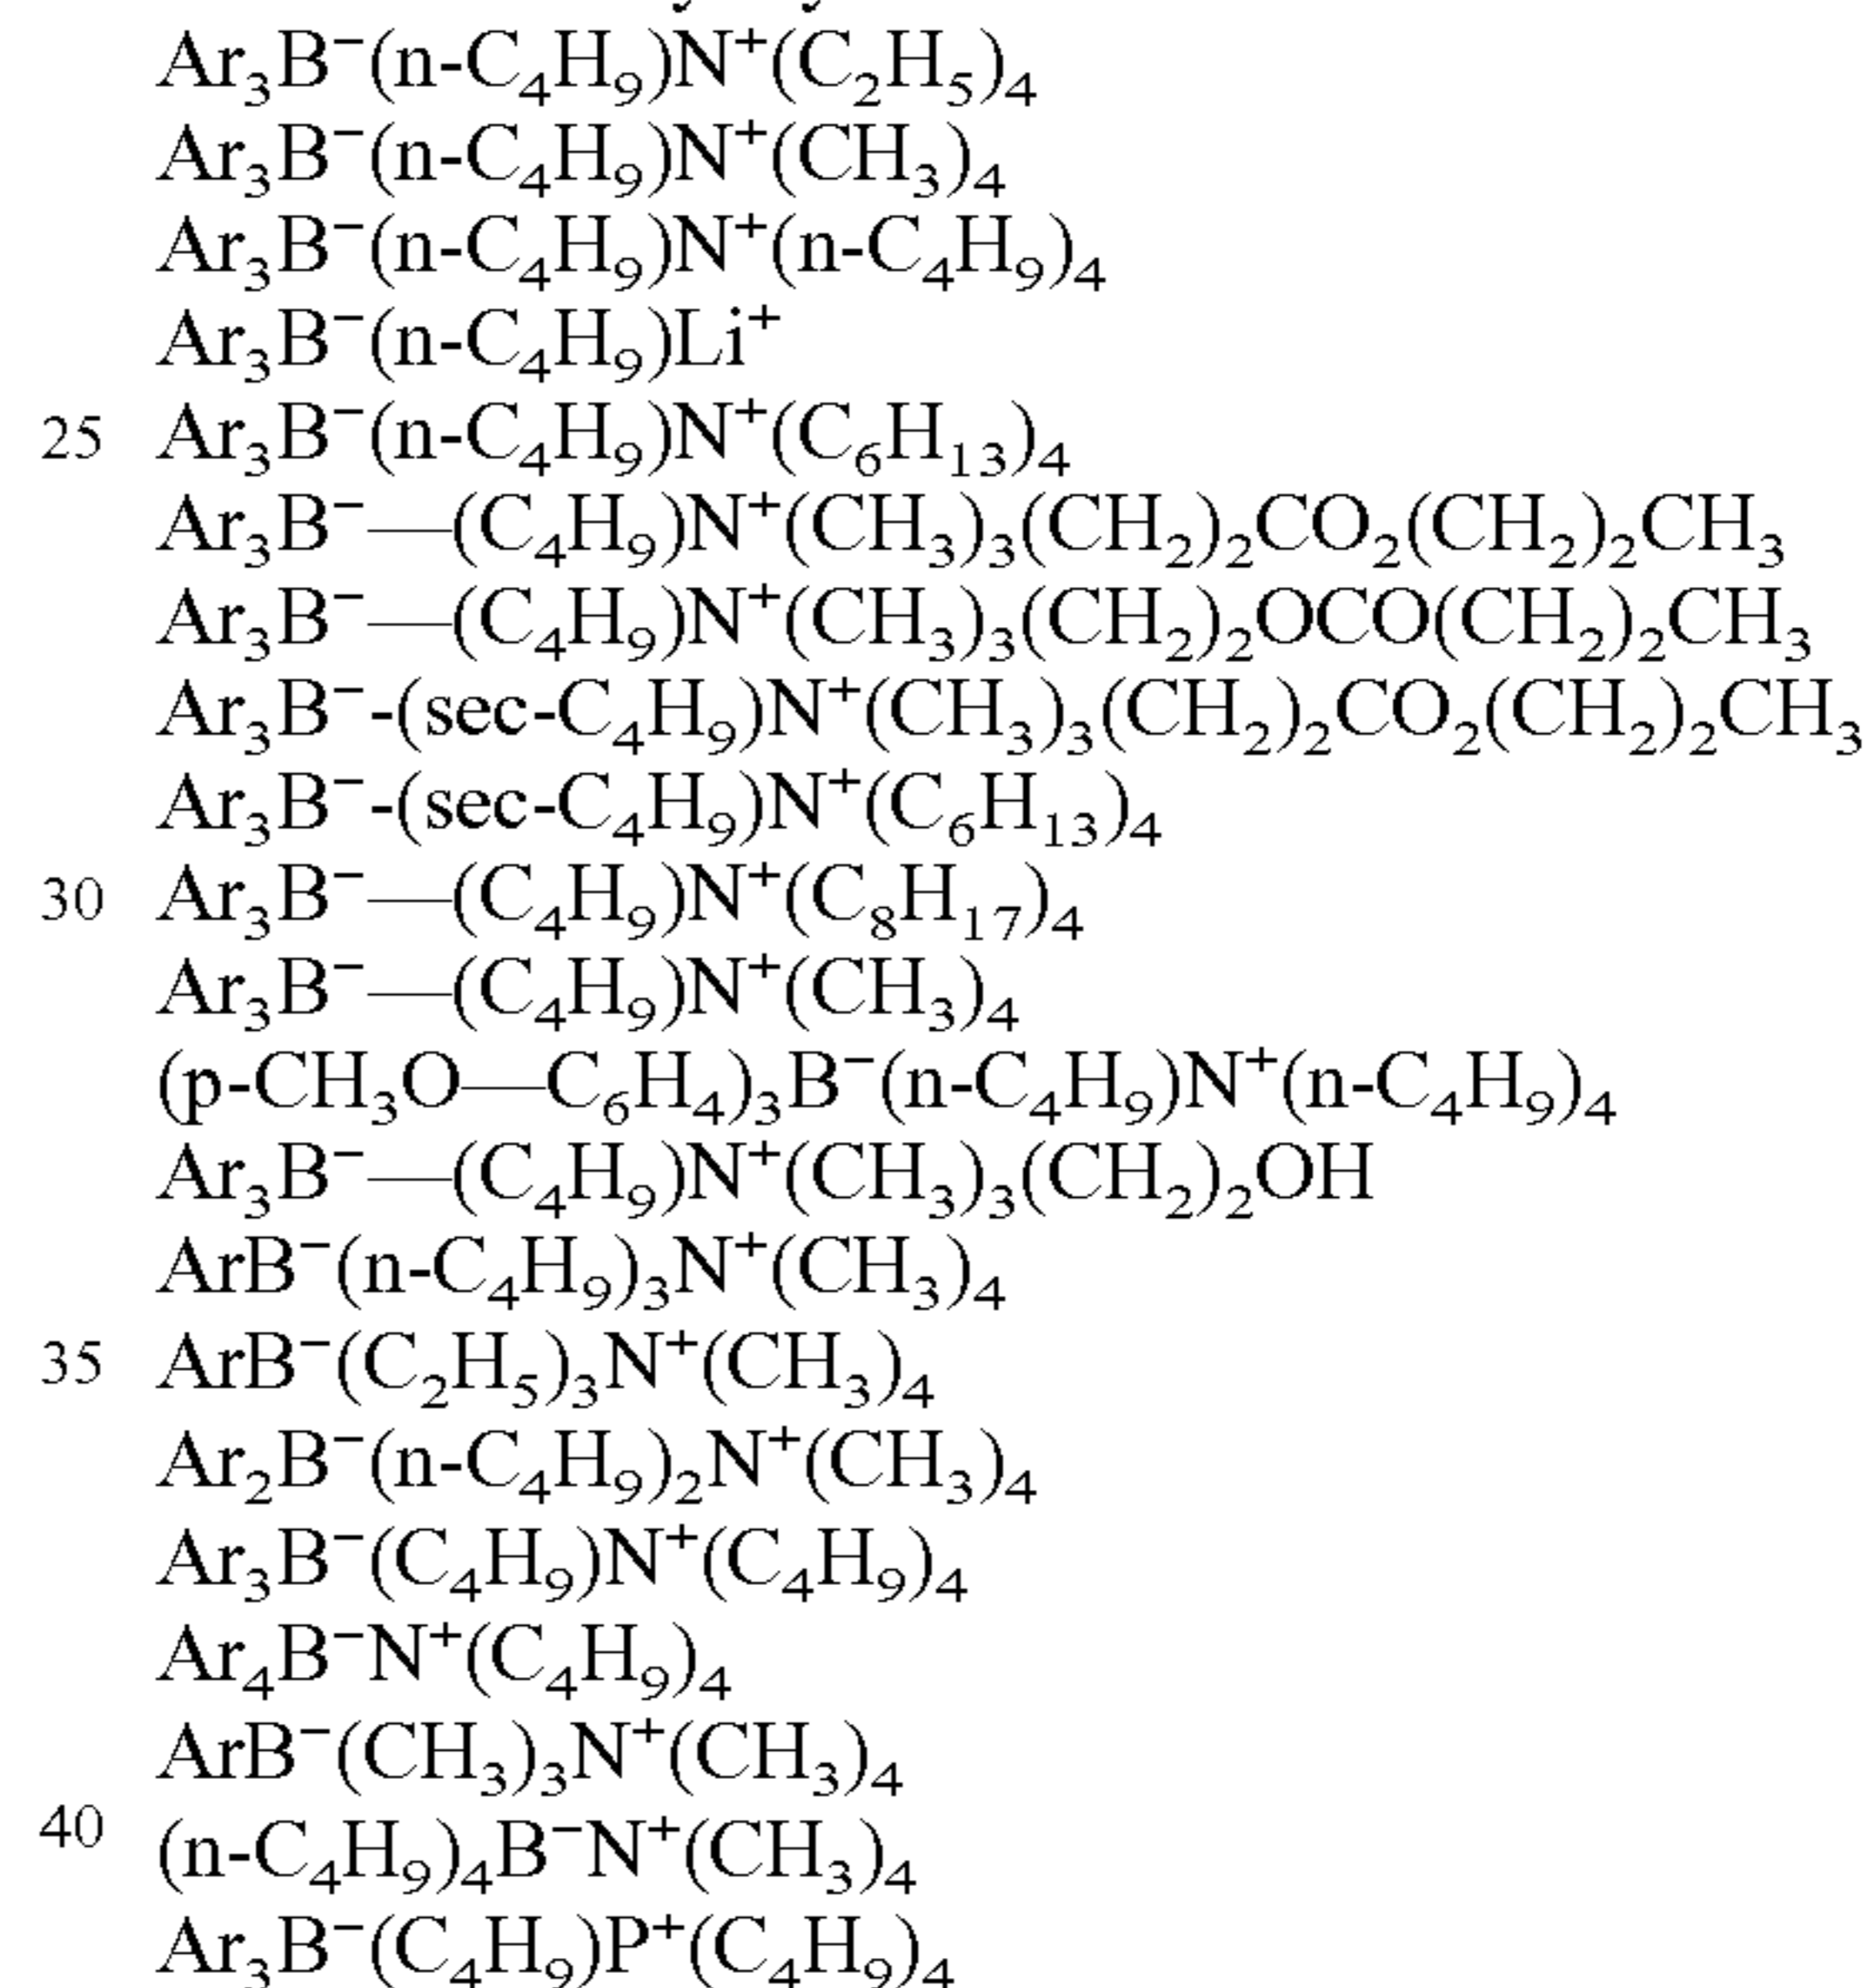 Ar₃B⁻(n-C₄H₉)N⁺(C₂H₅)₄
Ar₃B⁻(n-C₄H₉)N⁺(CH₃)₄
Ar₃B⁻(n-C₄H₉)N⁺(n-C₄H₉)₄
Ar₃B⁻(n-C₄H₉)Li⁺
25 Ar₃B⁻(n-C₄H₉)N⁺(C₆H₁₃)₄
Ar₃B⁻—(C₄H₉)N⁺(CH₃)₃(CH₂)₂CO₂(CH₂)₂CH₃
Ar₃B⁻—(C₄H₉)N⁺(CH₃)₃(CH₂)₂OCO(CH₂)₂CH₃
Ar₃B⁻-(sec-C₄H₉)N⁺(CH₃)₃(CH₂)₂CO₂(CH₂)₂CH₃
Ar₃B⁻-(sec-C₄H₉)N⁺(C₆H₁₃)₄
30 Ar₃B⁻—(C₄H₉)N⁺(C₈H₁₇)₄
Ar₃B⁻—(C₄H₉)N⁺(CH₃)₄
(p-CH₃O—C₆H₄)₃B⁻(n-C₄H₉)N⁺(n-C₄H₉)₄
Ar₃B⁻—(C₄H₉)N⁺(CH₃)₃(CH₂)₂OH
ArB⁻(n-C₄H₉)₃N⁺(CH₃)₄
35 ArB⁻(C₂H₅)₃N⁺(CH₃)₄
Ar₂B⁻(n-C₄H₉)₂N⁺(CH₃)₄
Ar₃B⁻(C₄H₉)N⁺(C₄H₉)₄
Ar₄B⁻N⁺(C₄H₉)₄
ArB⁻(CH₃)₃N⁺(CH₃)₄
40 (n-C₄H₉)₄B⁻N⁺(CH₃)₄
Ar₃B⁻(C₄H₉)P⁺(C₄H₉)₄